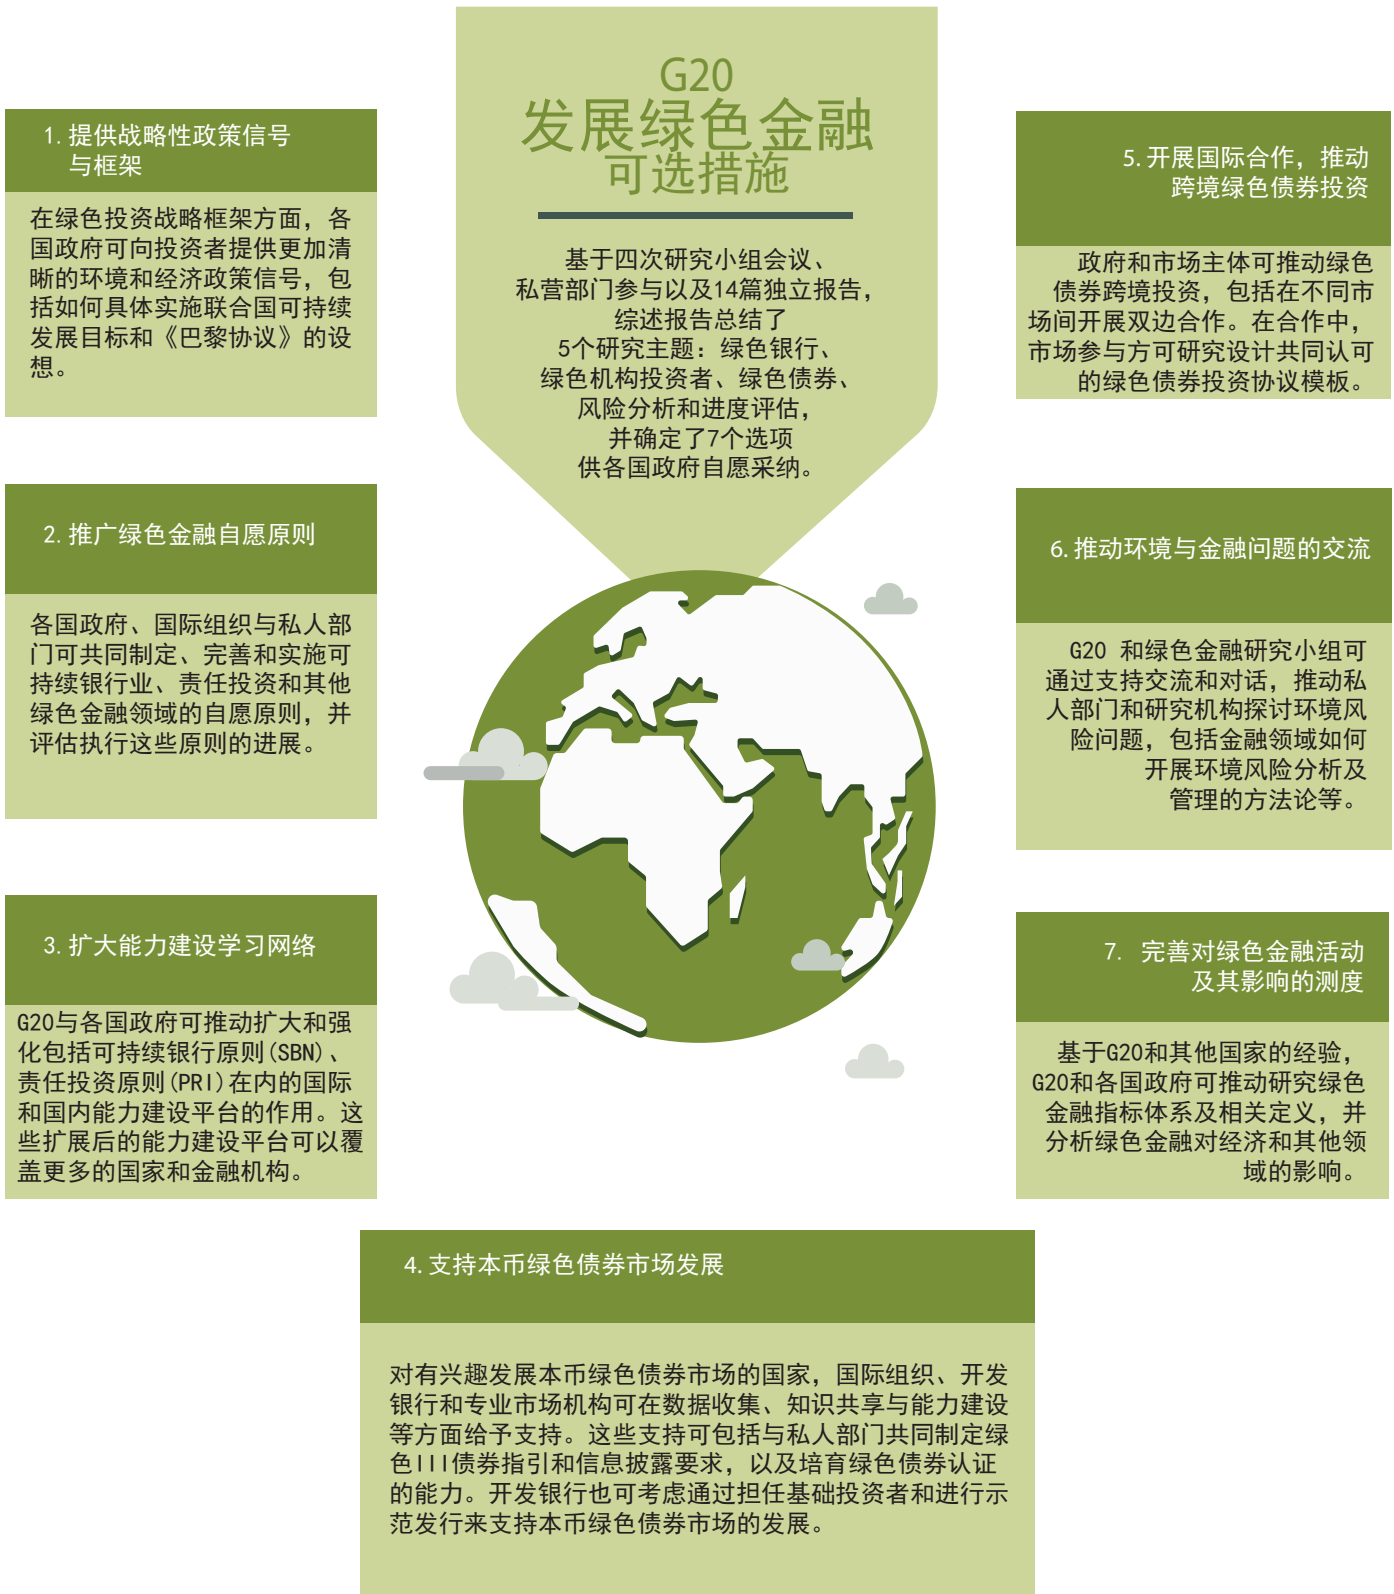 G20
发展绿色金融
可选措施
基于四次研究小组会议、
私营部门参与以及14篇独立报告，
综述报告总结了
5个研究主题：绿色银行、
绿色机构投资者、绿色债券、
风险分析和进度评估，
并确定了7个选项
供各国政府自愿采纳。
1.提供战略性政策信号
与框架
在绿色投资战略框架方面，各
国政府可向投资者提供更加清
晰的环境和经济政策信号，包
括如何具体实施联合国可持续
发展目标和《巴黎协议》的设
想。
2.推广绿色金融自愿原则
各国政府、国际组织与私人部
门可共同制定、完善和实施可
持续银行业、责任投资和其他
绿色金融领域的自愿原则，并
评估执行这些原则的进展。
3.扩大能力建设学习网络
G20与各国政府可推动扩大和强
化包括可持续银行原则(SBN)、
责任投资原则(PRI)在内的国际
和国内能力建设平台的作用。这
些扩展后的能力建设平台可以覆
盖更多的国家和金融机构。
4.支持本币绿色债券市场发展
对有兴趣发展本币绿色债券市场的国家，国际组织、开发
银行和专业市场机构可在数据收集、知识共享与能力建设
等方面给予支持。这些支持可包括与私人部门共同制定绿
色III债券指引和信息披露要求，以及培育绿色债券认证
的能力。开发银行也可考虑通过担任基础投资者和进行示
范发行来支持本币绿色债券市场的发展。
5.开展国际合作，推动
跨境绿色债券投资
政府和市场主体可推动绿色
债券跨境投资，包括在不同市
场间开展双边合作。在合作中，
市场参与方可研究设计共同认可
的绿色债券投资协议模板。
6.推动环境与金融问题的交流
G20 和绿色金融研究小组可
通过支持交流和对话，推动私
人部门和研究机构探讨环境风
险问题，包括金融领域如何
开展环境风险分析及
管理的方法论等。
7. 完善对绿色金融活动
及其影响的测度
基于G20和其他国家的经验，
G20和各国政府可推动研究绿色
金融指标体系及相关定义，并
分析绿色金融对经济和其他领
域的影响。